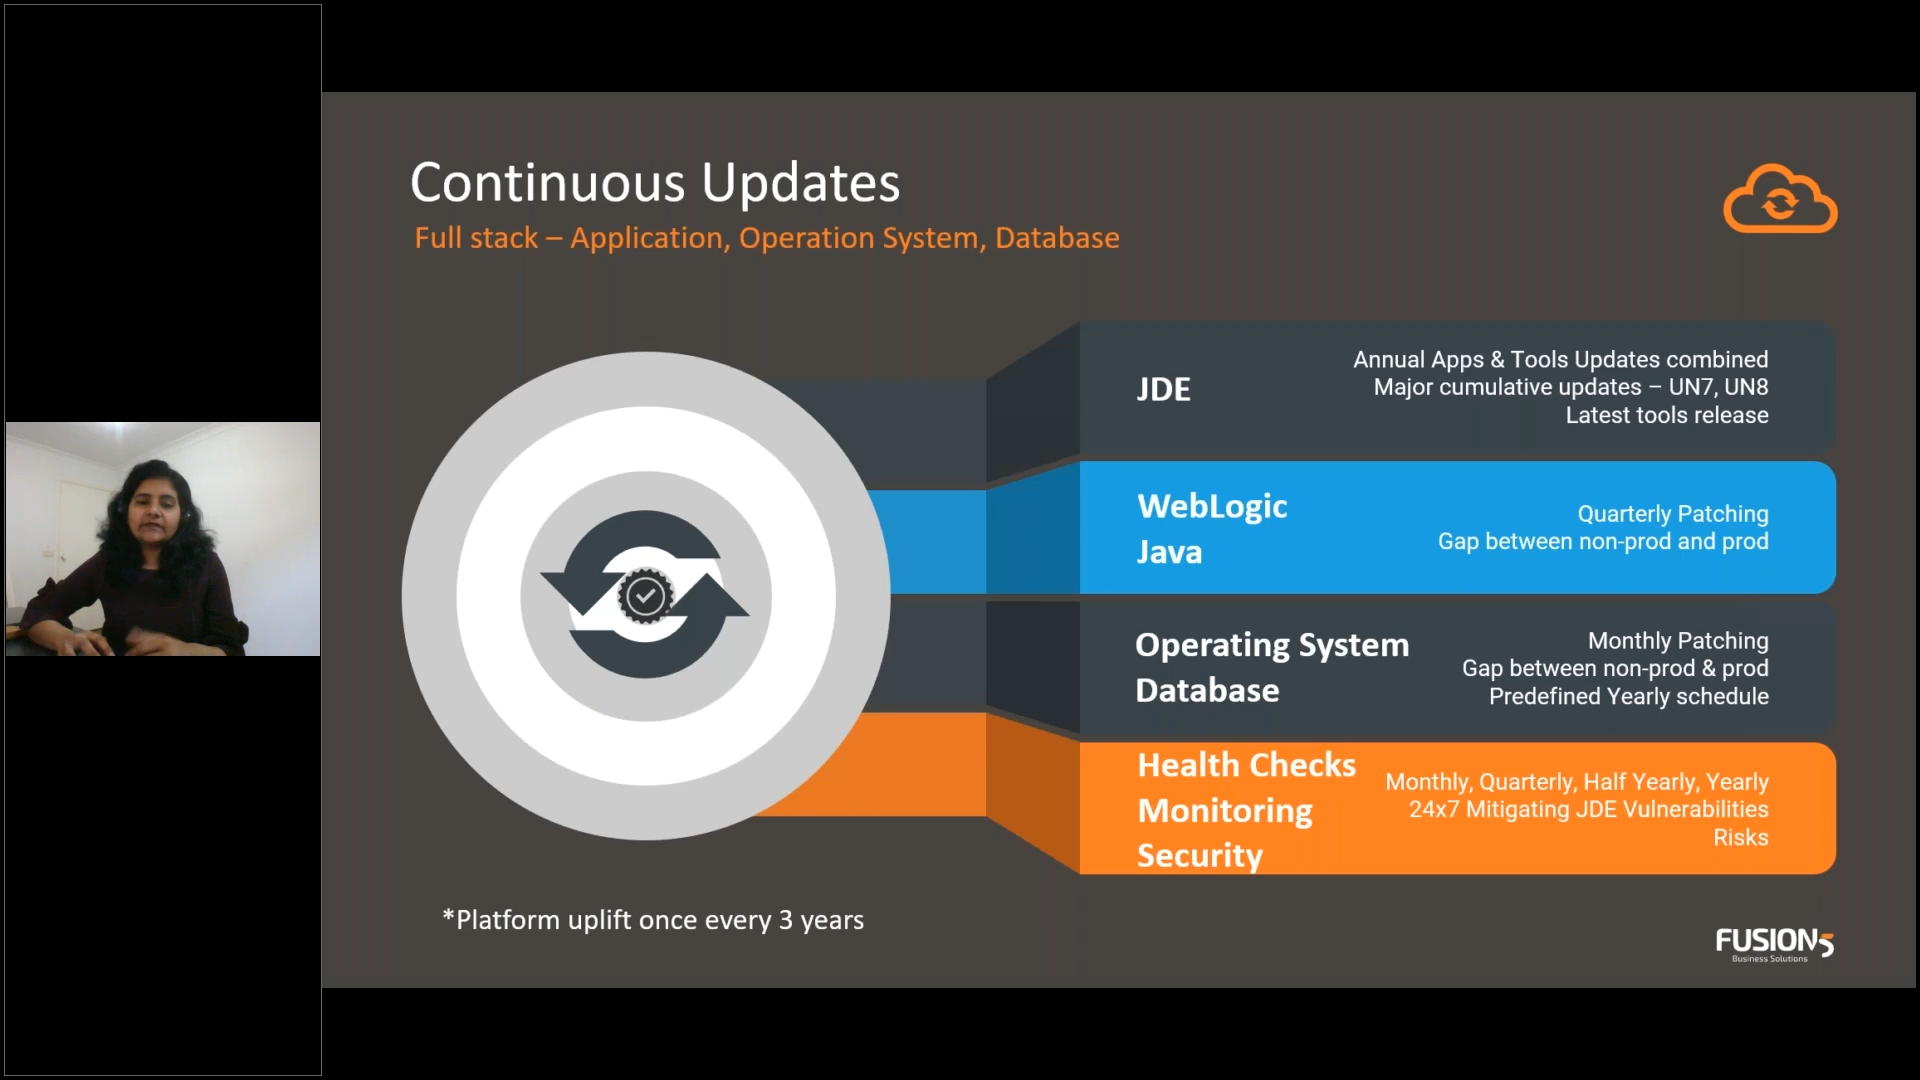 Continuous Updates
Full stack – Application, Operation System, Database
JDE
Annual Apps & Tools Updates combined
Major cumulative updates – UN7, UN8
Latest tools release
WebLogic
Java
Quarterly Patching
Gap between non-prod and prod
Operating System
Database
Monthly Patching
Gap between non-prod & prod
Predefined Yearly schedule
Health Checks
Monitoring
Security
Monthly, Quarterly, Half Yearly, Yearly
24x7 Mitigating JDE Vulnerabilities
Risks
*Platform uplift once every 3 years
FUSION5
Business Solutions